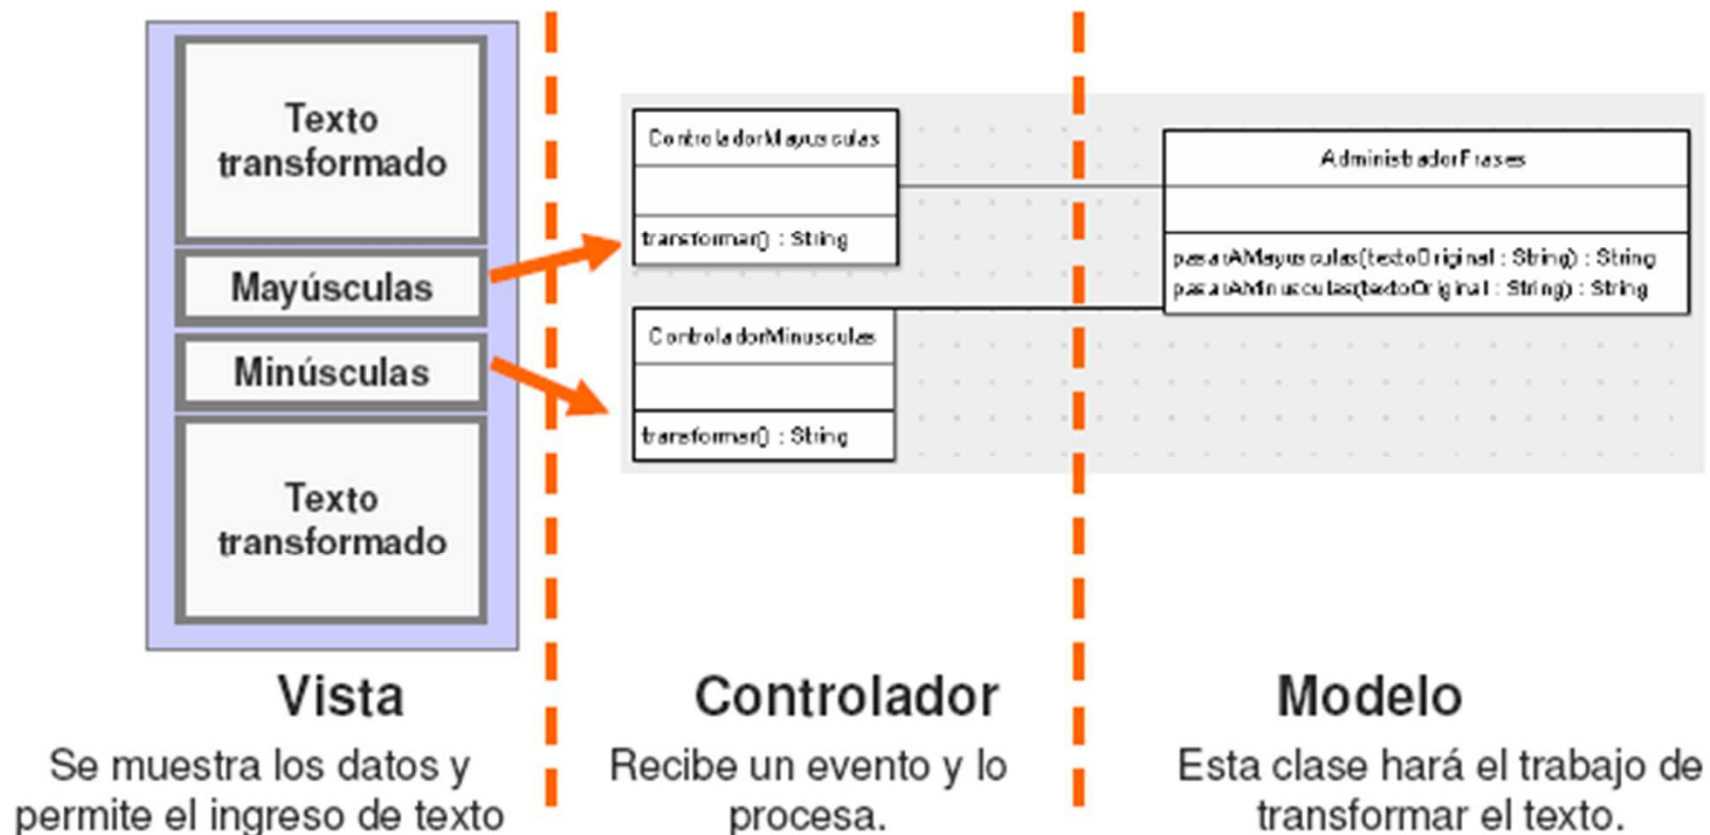 Texto
transformado
Mayúsculas
Minúsculas
Texto
transformado
ControladorMayusculas
transformar() : String
ControladorMinusculas
transformar() : String
AdministradorFrases
pasarAMayusculas(textoOriginal : String) : String
pasarAMinusculas(textoOriginal : String) : String
Vista
Se muestra los datos y
permite el ingreso de texto
Controlador
Recibe un evento y lo
procesa.
Modelo
Esta clase hará el trabajo de
transformar el texto.